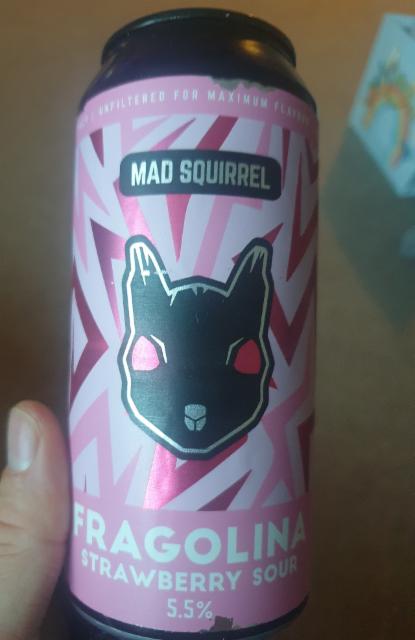 UNFILTERED FOR MAXIMUM FLAVOUR
MAD SQUIRREL
FRAGOLINA
STRAWBERRY SOUR
5.5%